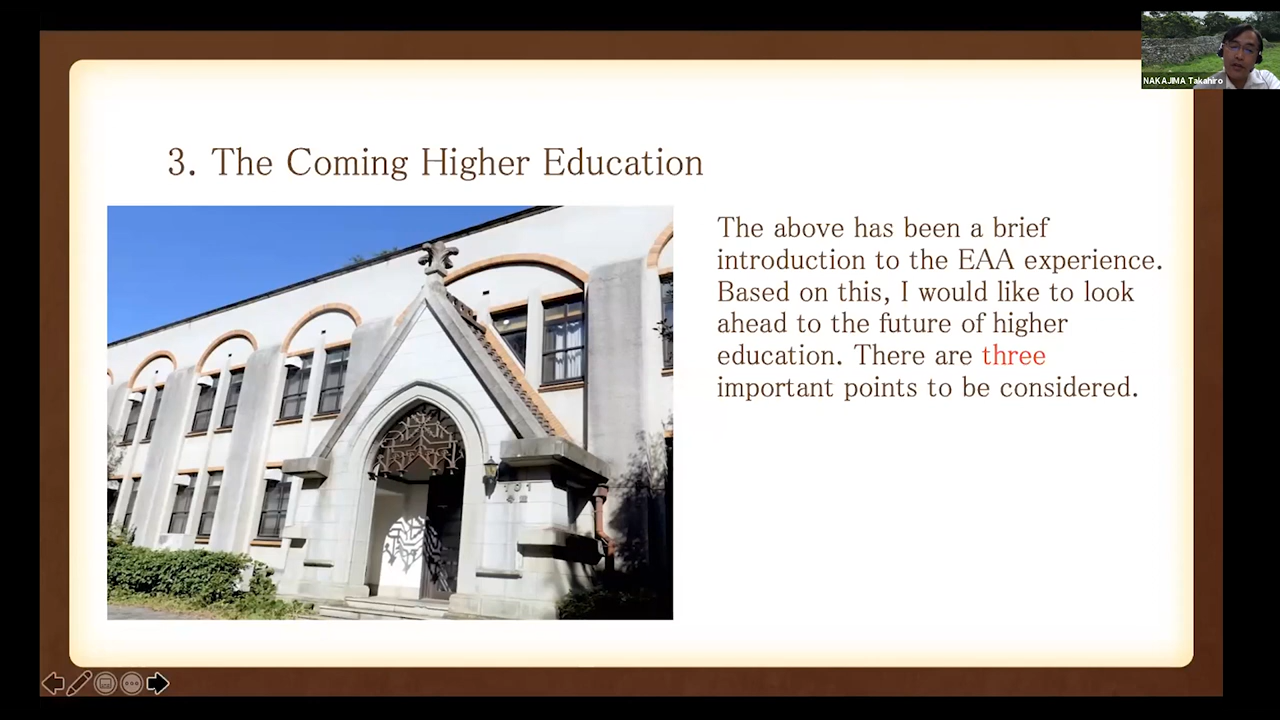 NAKAJIMA Takahiro
3. The Coming Higher Education
The above has been a brief
introduction to the EAA experience.
Based on this, I would like to look
ahead to the future of higher
education. There are three
important points to be considered.
101